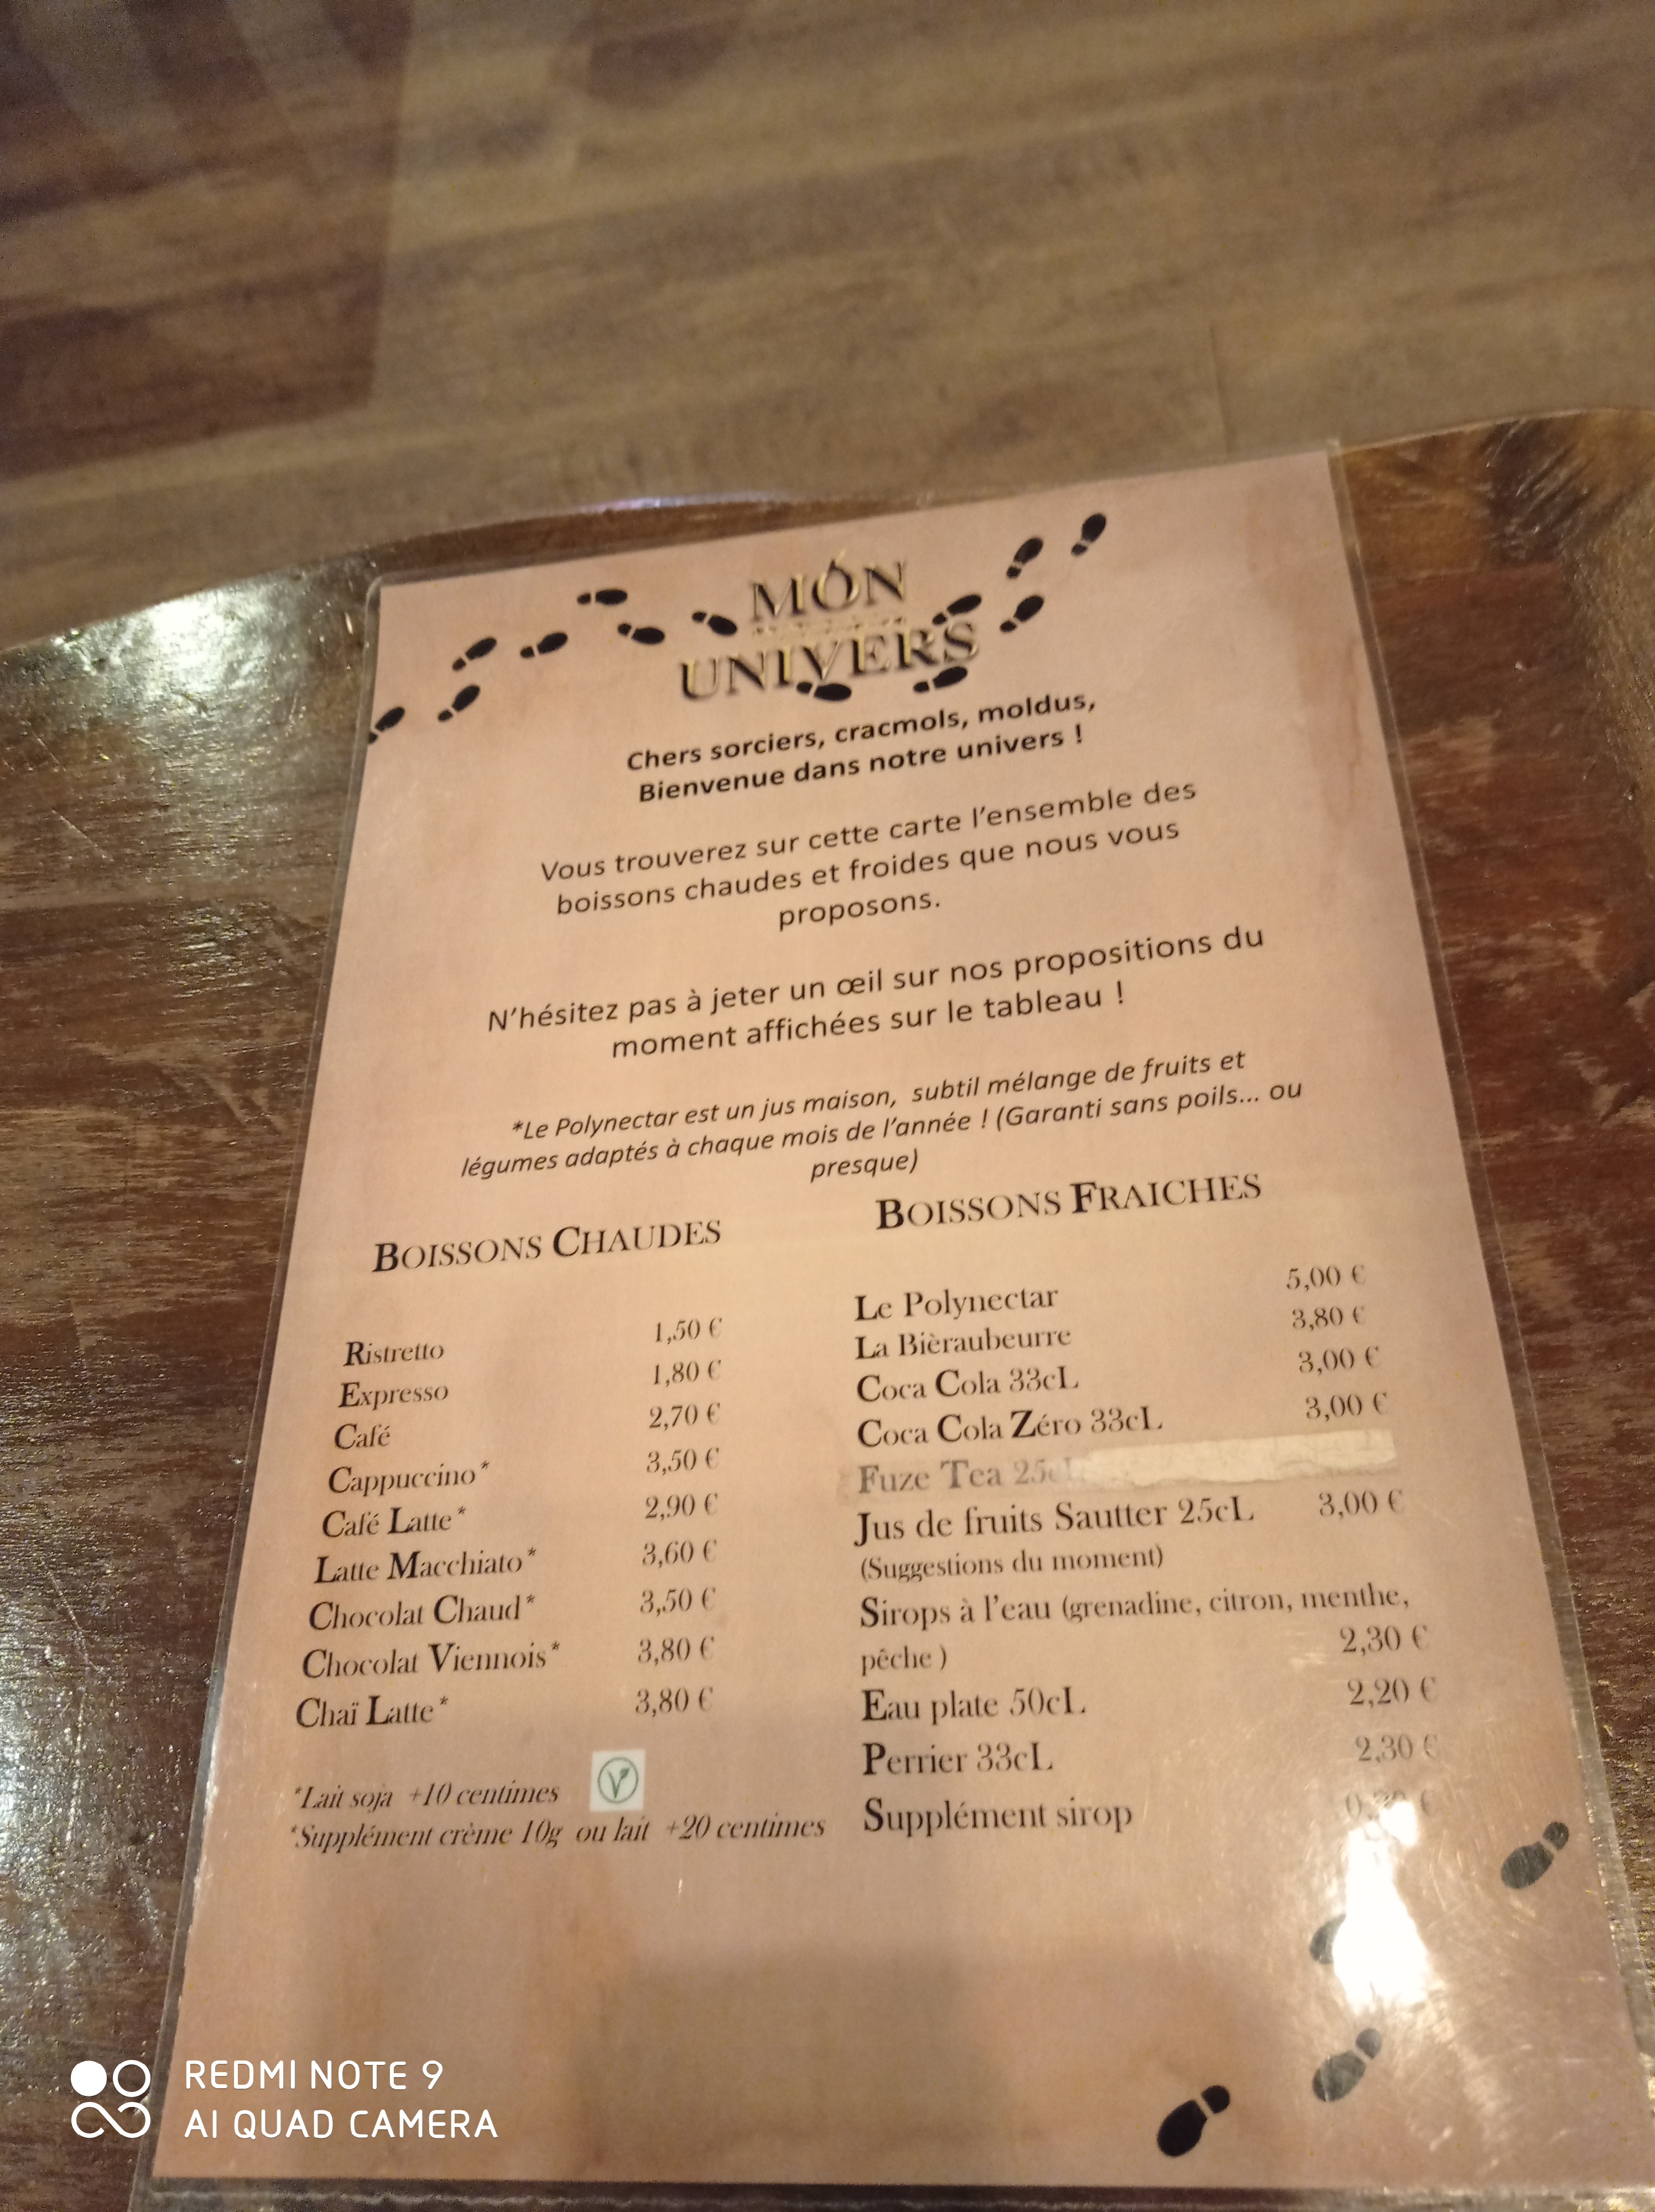 MÓN
UNIVERS
Chers sorciers, cracmols, moldus,
Bienvenue dans notre univers !
Vous trouverez sur cette carte l’ensemble des
boissons chaudes et froides que nous vous
proposons.
N’hésitez pas à jeter un œil sur nos propositions du
moment affichées sur le tableau !
*Le Polynectar est un jus maison, subtil mélange de fruits et
légumes adaptés à chaque mois de l’année ! (Garanti sans poils... ou
presque)
BOISSONS CHAUDES
Ristretto 1,50 €
Expresso 1,80 €
Café 2,70 €
Cappuccino* 3,50 €
Café Latte* 2,90 €
Latte Macchiato* 3,60 €
Chocolat Chaud* 3,50 €
Chocolat Viennois* 3,80 €
Chaï Latte* 3,80 €
*Lait soja +10 centimes
*Supplément crème 10g ou lait +20 centimes
BOISSONS FRAICHES
Le Polynectar 5,00 €
La Bièraubeurre 3,80 €
Coca Cola 33cL 3,00 €
Coca Cola Zéro 33cL 3,00 €
Fuze Tea
Jus de fruits Sautter 25cL 3,00 €
(Suggestions du moment)
Sirops à l’eau (grenadine, citron, menthe,
pêche ) 2,30 €
Eau plate 50cL 2,20 €
Perrier 33cL 2,30 €
Supplément sirop
REDMI NOTE 9
AI QUAD CAMERA